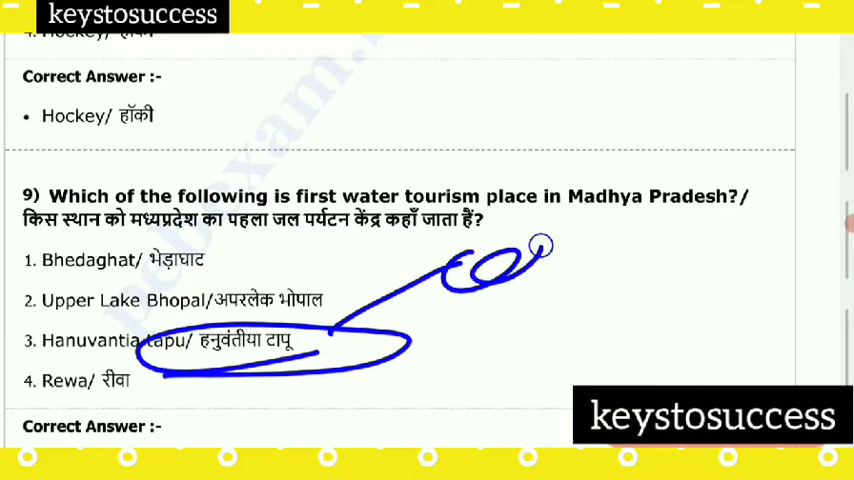 keystosuccess
4. Hockey/ हॉकी
Correct Answer :-
• Hockey/ हॉकी
9) Which of the following is first water tourism place in Madhya Pradesh?/
किस स्थान को मध्यप्रदेश का पहला जल पर्यटन केंद्र कहाँ जाता हैं?
1. Bhedaghat/ भेड़ाघाट
2. Upper Lake Bhopal/अपरलेक भोपाल
3. Hanuvantia tapu/ हनुवंतीया टापू
4. Rewa/ रीवा
keystosuccess
Correct Answer :-